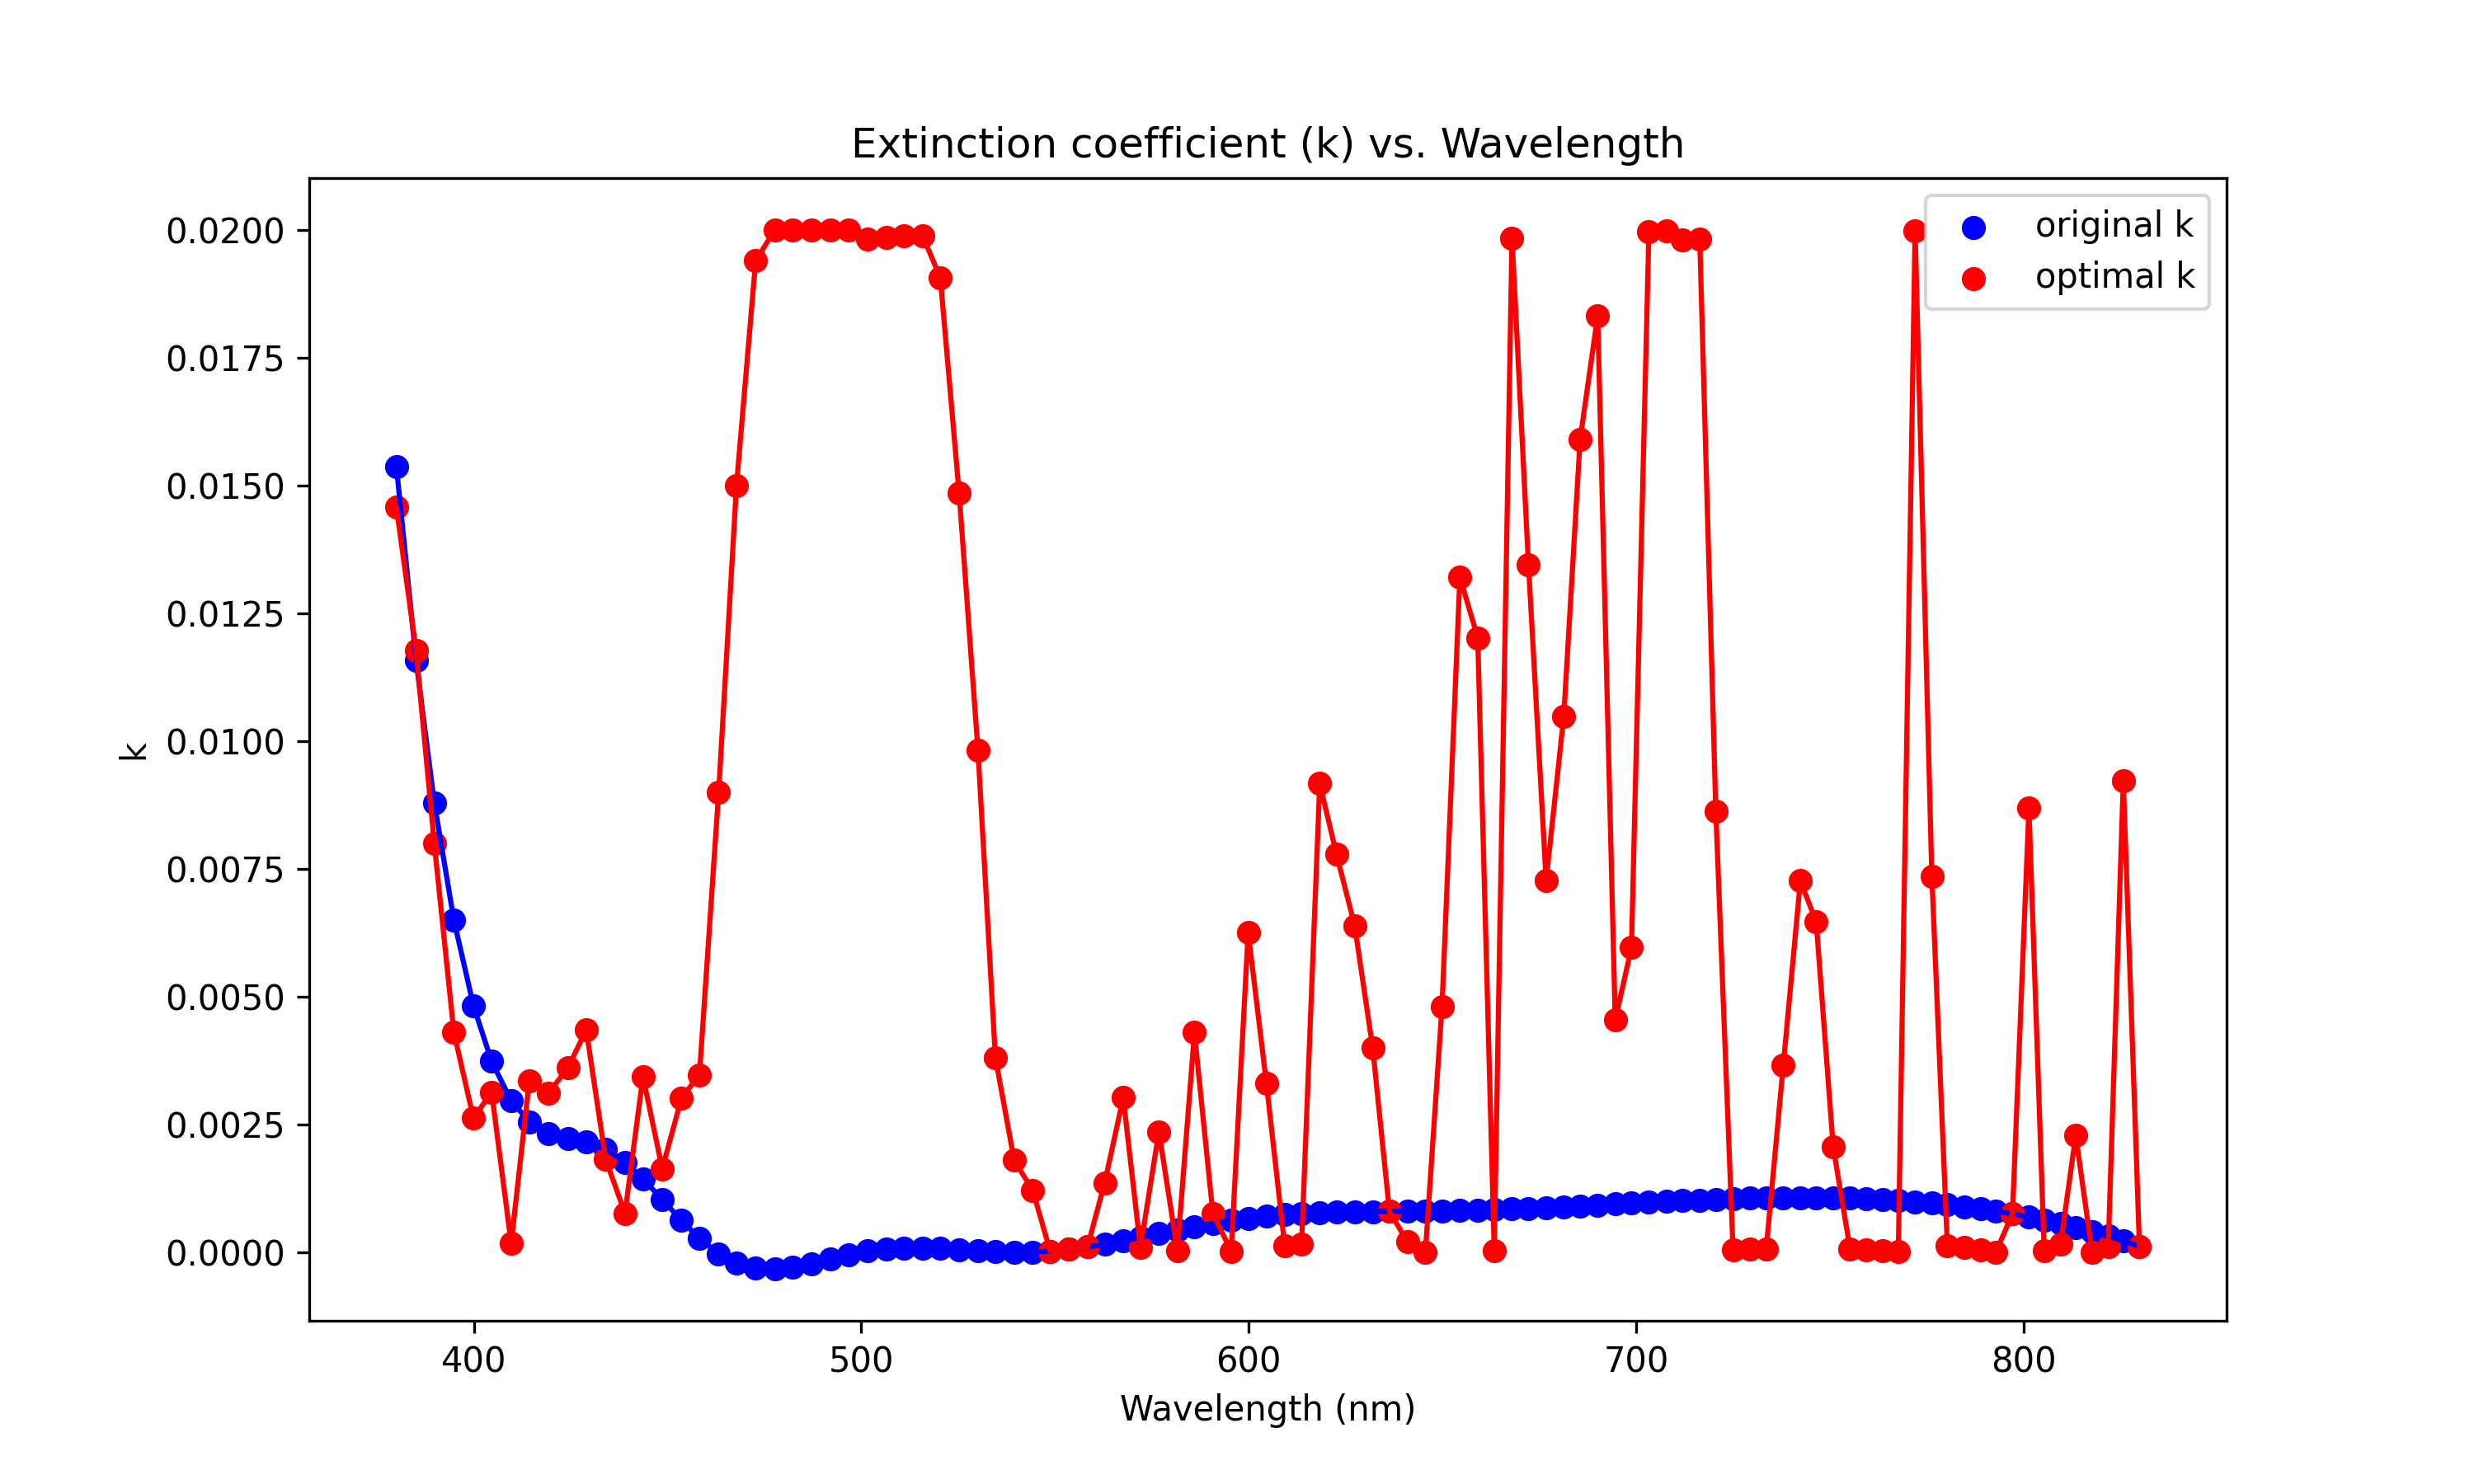 Extinction coefficient (k) vs. Wavelength
original k
optimal k
0.0200
0.0175
0.0150
0.0125
0.0100
0.0075
0.0050
0.0025
0.0000
k
400 500 600 700 800
Wavelength (nm)